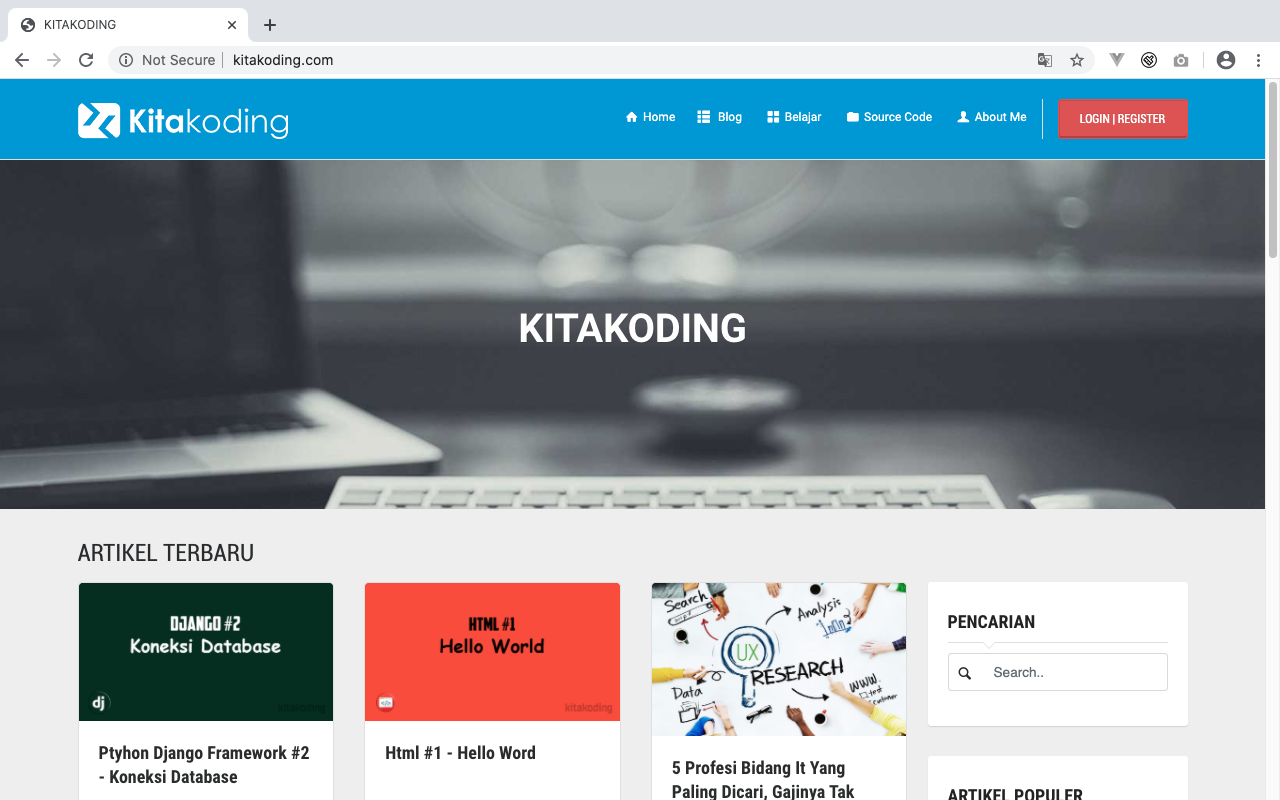 KITAKODING
Not Secure
kitakoding.com
Kitakoding
Home
Blog
Belajar
Source Code
About Me
LOGIN | REGISTER
KITAKODING
ARTIKEL TERBARU
DJANGO #2
Koneksi Database
dj
kitakoding
Ptyhon Django Framework #2
- Koneksi Database
HTML #1
Hello World
</>
kitakoding
Html #1 - Hello Word
Search
Analysis
UX
RESEARCH
Data
WWW
test
customer
5 Profesi Bidang It Yang
Paling Dicari, Gajinya Tak
PENCARIAN
Search..
ARTIKEL POPULER